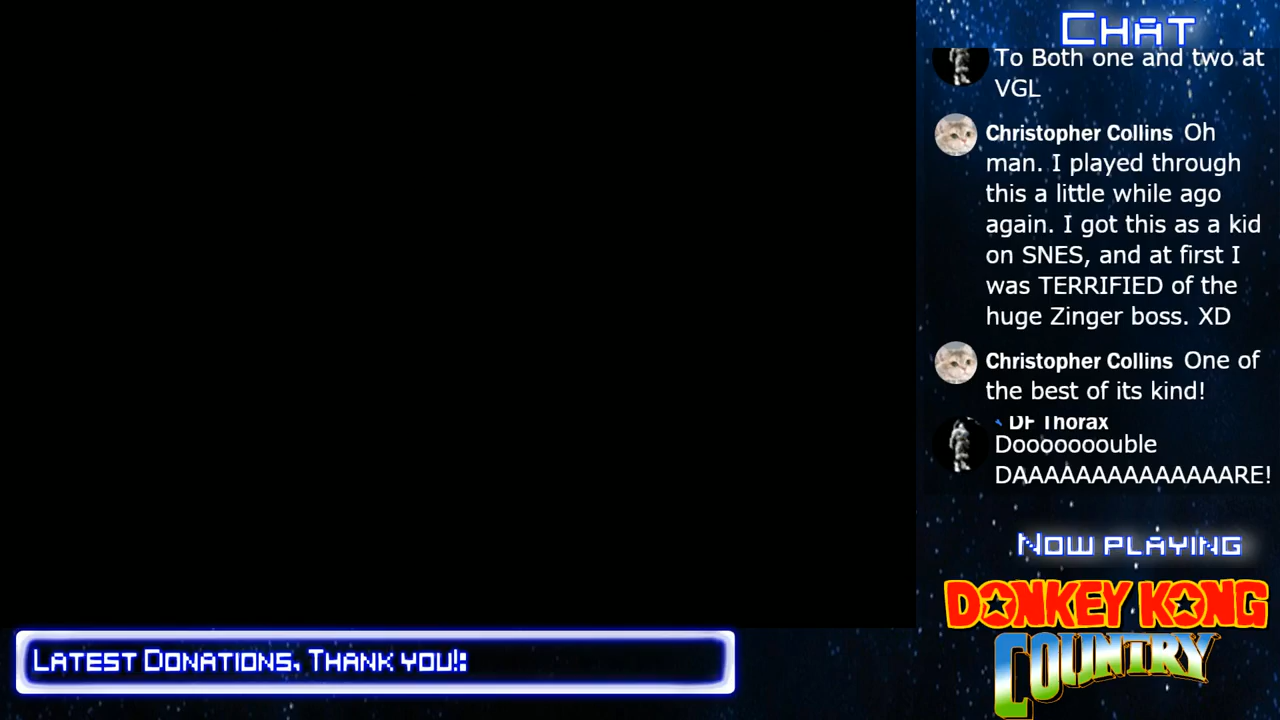 CHAT
To Both one and two at
VGL
Christopher Collins Oh
man. I played through
this a little while ago
again. I got this as a kid
on SNES, and at first I
was TERRIFIED of the
huge Zinger boss. XD
Christopher Collins One of
the best of its kind!
DF Thorax
Dooooooouble
DAAAAAAAAAAAAAARE!
NOW PLAYING
DONKEY KONG
COUNTRY
LATEST DONATIONS, THANK YOU!: